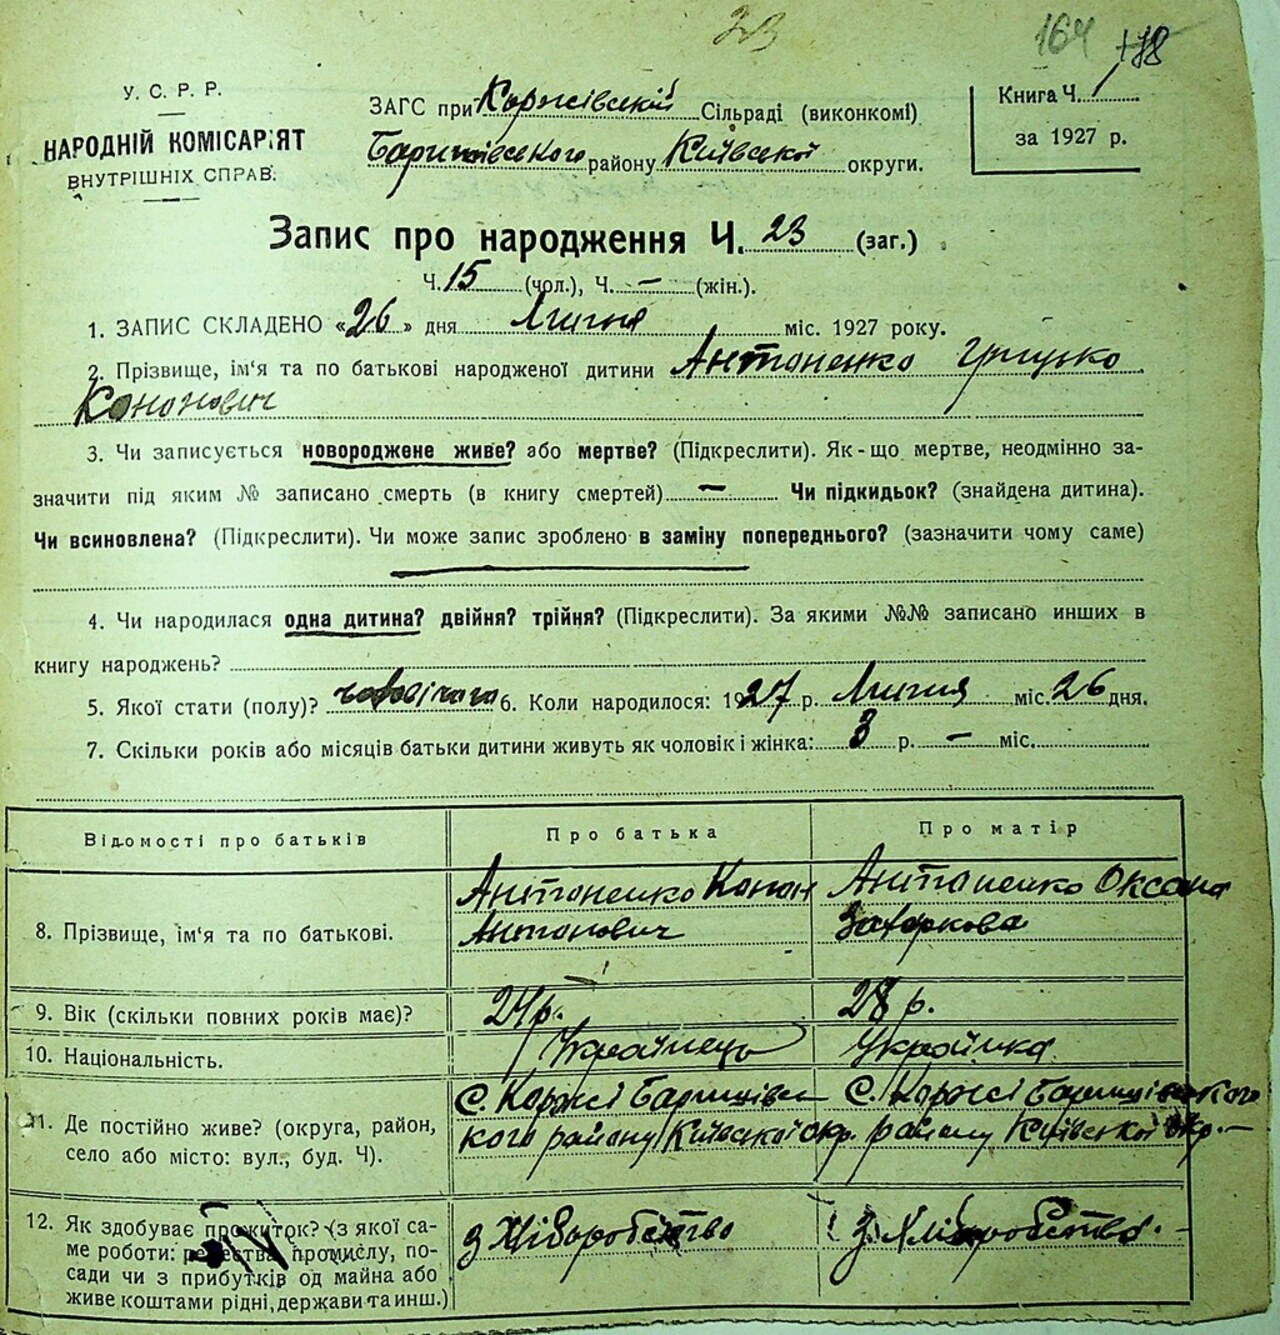 23
164
118
У. С. Р. Р.
НАРОДНІЙ КОМІСАР'ЯТ
ВНУТРІШНІХ СПРАВ.
ЗАГС при Коржівській Сільраді (виконкомі)
Баришівського району Київської округи.
Книга Ч. 1
за 1927 р.
Запис про народження Ч. 23 (заг.)
Ч. 15 (чол.), Ч. — (жін.).
1. ЗАПИС СКЛАДЕНО «26» дня Липня міс. 1927 року.
2. Прізвище, ім'я та по батькові народженої дитини Антоненко Грицько
Кононович
3. Чи записується новороджене живе? або мертве? (Підкреслити). Як-що мертве, неодмінно за-
значити під яким № записано смерть (в книгу смертей) — Чи підкидьок? (знайдена дитина).
Чи всиновлена? (Підкреслити). Чи може запис зроблено в заміну попереднього? (зазначити чому саме)
4. Чи народилася одна дитина? двійня? трійня? (Підкреслити). За якими №№ записано инших в
книгу народжень?
5. Якої стати (полу)? чоловічого 6. Коли народилося: 1927 р. Липня міс. 26 дня.
7. Скільки років або місяців батьки дитини живуть як чоловік і жінка: 3 р. — міс.
Відомості про батьків Про батька Про матір
8. Прізвище, ім'я та по батькові. Антоненко Конон Антоненко Оксана
Антонович Захаркова
9. Вік (скільки повних років має)? 24 р. 28 р.
10. Національність. Українець Українка
С. Коржі Баришівсь- С. Коржі Баришівського
11. Де постійно живе? (округа, район, кого району Київської окр. району Київської окр. —
село або місто: вул., буд. Ч).
12. Як здобуває прожиток? (з якої са- з Хліборобство з Хліборобства.
ме роботи: ремества, промислу, по-
сади чи з прибутків од майна або
живе коштами рідні, держави та инш.)